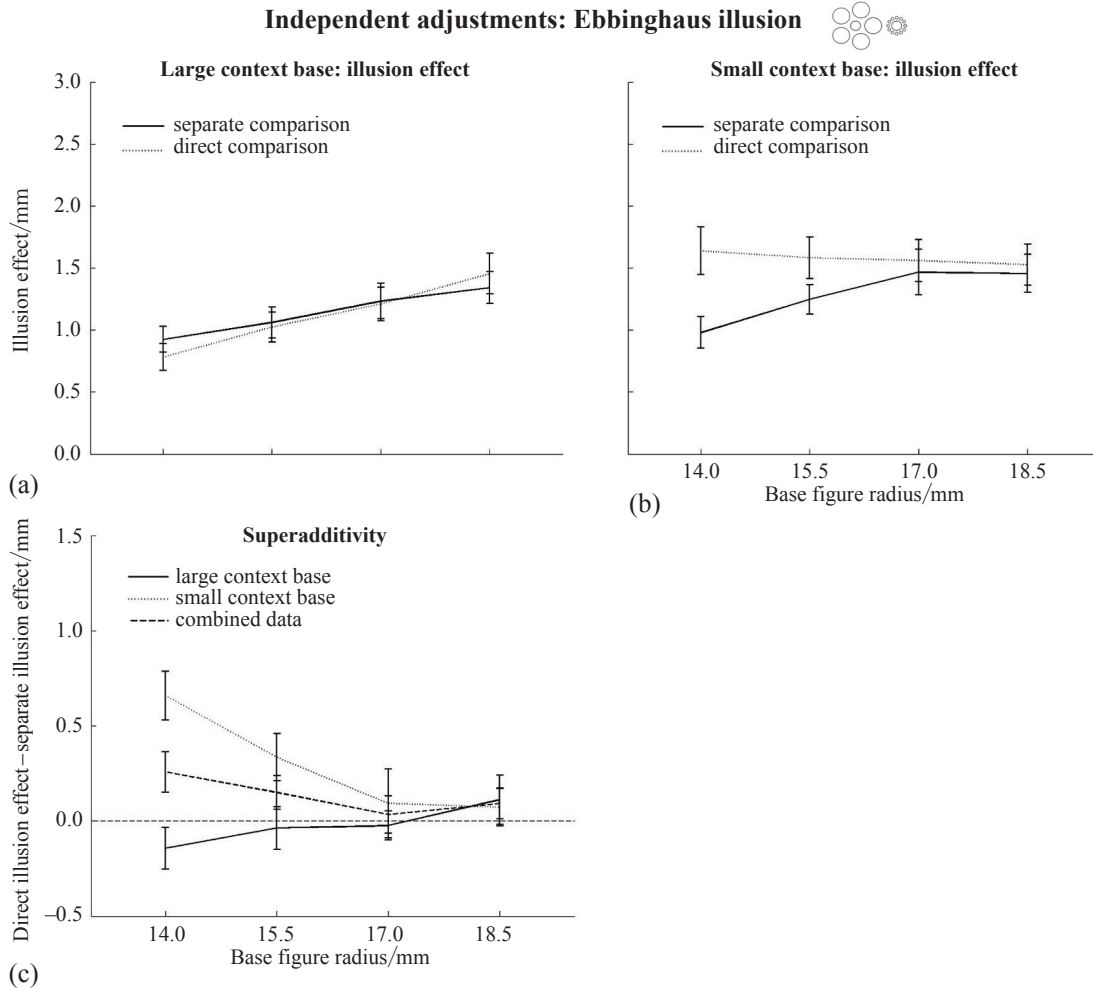 Independent adjustments: Ebbinghaus illusion
Large context base: illusion effect
3.0
2.5
2.0
1.5
1.0
0.5
0.0
Illusion effect/mm
separate comparison
direct comparison
(a)
Small context base: illusion effect
separate comparison
direct comparison
14.0 15.5 17.0 18.5
Base figure radius/mm
(b)
Superadditivity
1.5
1.0
0.5
0.0
–0.5
Direct illusion effect–separate illusion effect/mm
large context base
small context base
combined data
14.0 15.5 17.0 18.5
Base figure radius/mm
(c)